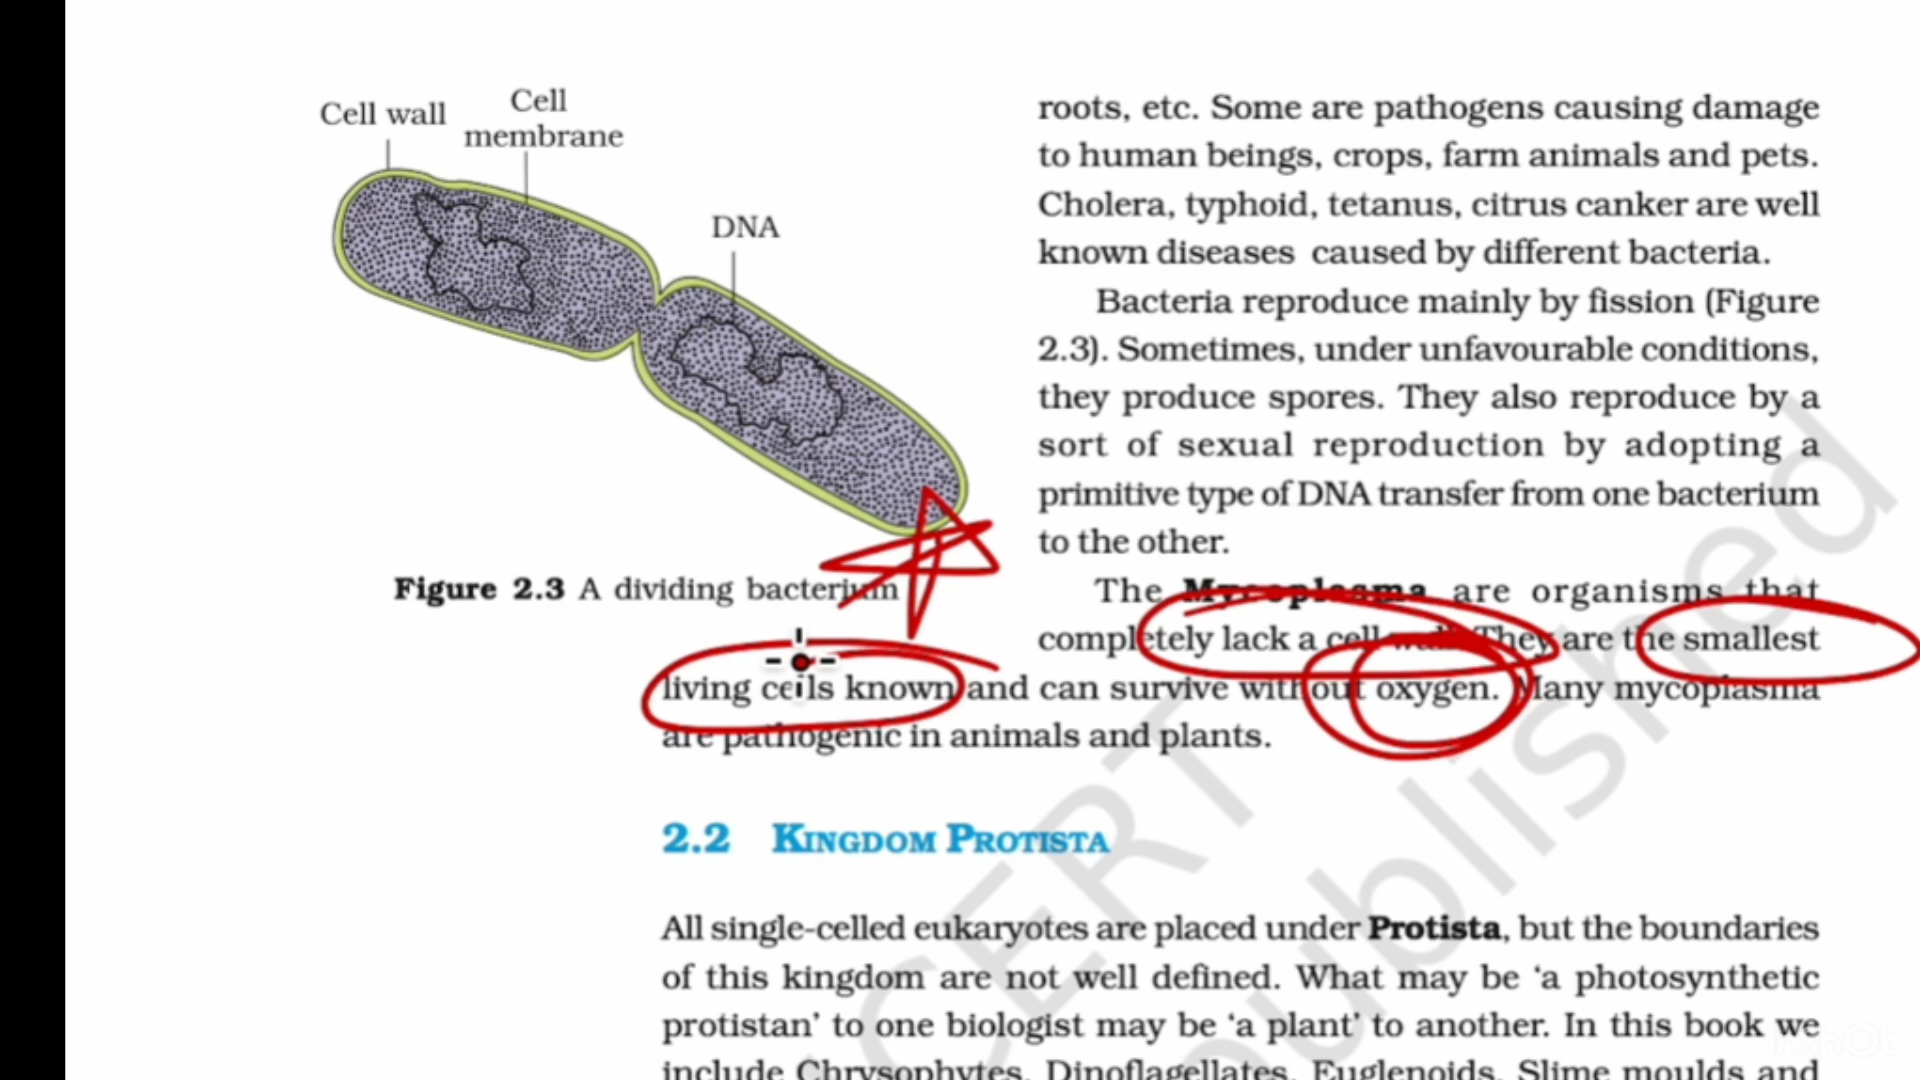 Cell wall
Cell
membrane
DNA
Figure 2.3 A dividing bacterium
roots, etc. Some are pathogens causing damage
to human beings, crops, farm animals and pets.
Cholera, typhoid, tetanus, citrus canker are well
known diseases caused by different bacteria.
Bacteria reproduce mainly by fission (Figure
2.3). Sometimes, under unfavourable conditions,
they produce spores. They also reproduce by a
sort of sexual reproduction by adopting a
primitive type of DNA transfer from one bacterium
to the other.
The Mycoplasma are organisms that
completely lack a cell wall. They are the smallest
living cells known and can survive without oxygen. Many mycoplasma
are pathogenic in animals and plants.
2.2 KINGDOM PROTISTA
All single-celled eukaryotes are placed under Protista, but the boundaries
of this kingdom are not well defined. What may be ‘a photosynthetic
protistan’ to one biologist may be ‘a plant’ to another. In this book we
include Chrysophytes, Dinoflagellates, Euglenoids, Slime moulds and
CERT
published